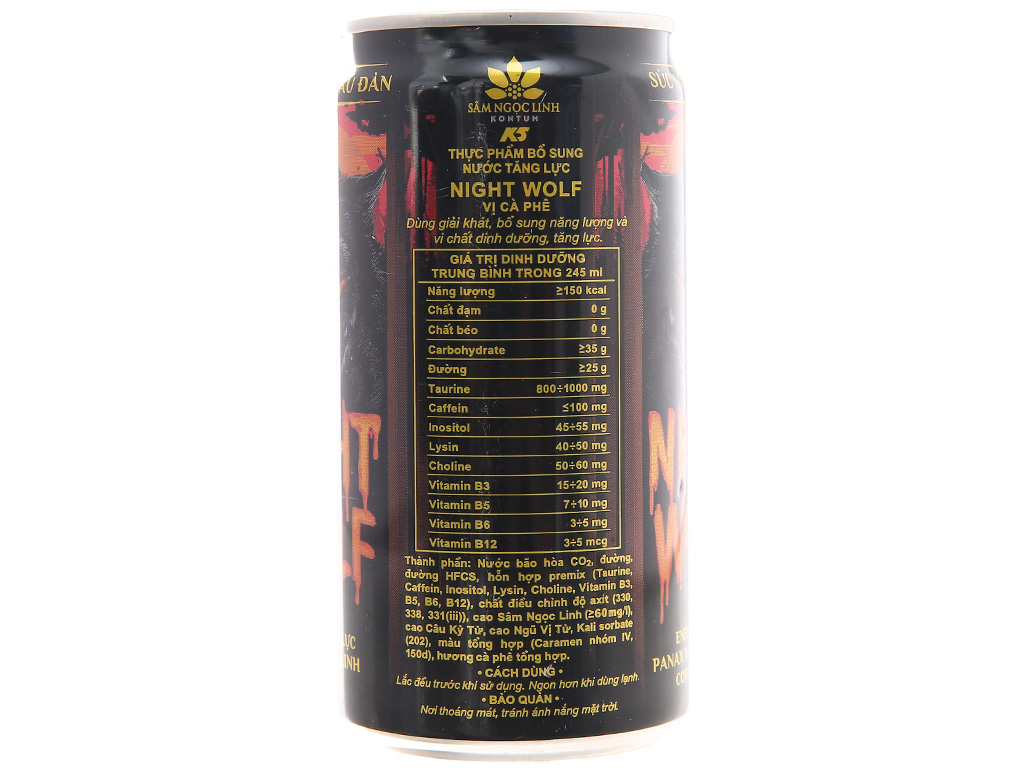 ĐẢN
SÂM NGỌC LINH
KONTUM
K5
THỰC PHẨM BỔ SUNG
NƯỚC TĂNG LỰC
NIGHT WOLF
VỊ CÀ PHÊ
Dùng giải khát, bổ sung năng lượng và
vi chất dinh dưỡng, tăng lực.
GIÁ TRỊ DINH DƯỠNG
TRUNG BÌNH TRONG 245 ml
Năng lượng ≥150 kcal
Chất đạm 0 g
Chất béo 0 g
Carbohydrate ≥35 g
Đường ≥25 g
Taurine 800÷1000 mg
Caffein ≤100 mg
Inositol 45÷55 mg
Lysin 40÷50 mg
Choline 50÷60 mg
Vitamin B3 15÷20 mg
Vitamin B5 7÷10 mg
Vitamin B6 3÷5 mg
Vitamin B12 3÷5 mcg
Thành phần: Nước bão hòa CO₂, đường,
đường HFCS, hỗn hợp premix (Taurine,
Caffein, Inositol, Lysin, Choline, Vitamin B3,
B5, B6, B12), chất điều chỉnh độ axit (330,
338, 331(iii)), cao Sâm Ngọc Linh (≥60mg/l),
cao Câu Kỷ Tử, cao Ngũ Vị Tử, Kali sorbate
(202), màu tổng hợp (Caramen nhóm IV,
150d), hương cà phê tổng hợp.
• CÁCH DÙNG •
Lắc đều trước khi sử dụng. Ngon hơn khi dùng lạnh.
• BẢO QUẢN •
Nơi thoáng mát, tránh ánh nắng mặt trời.
SỨC
PANAX